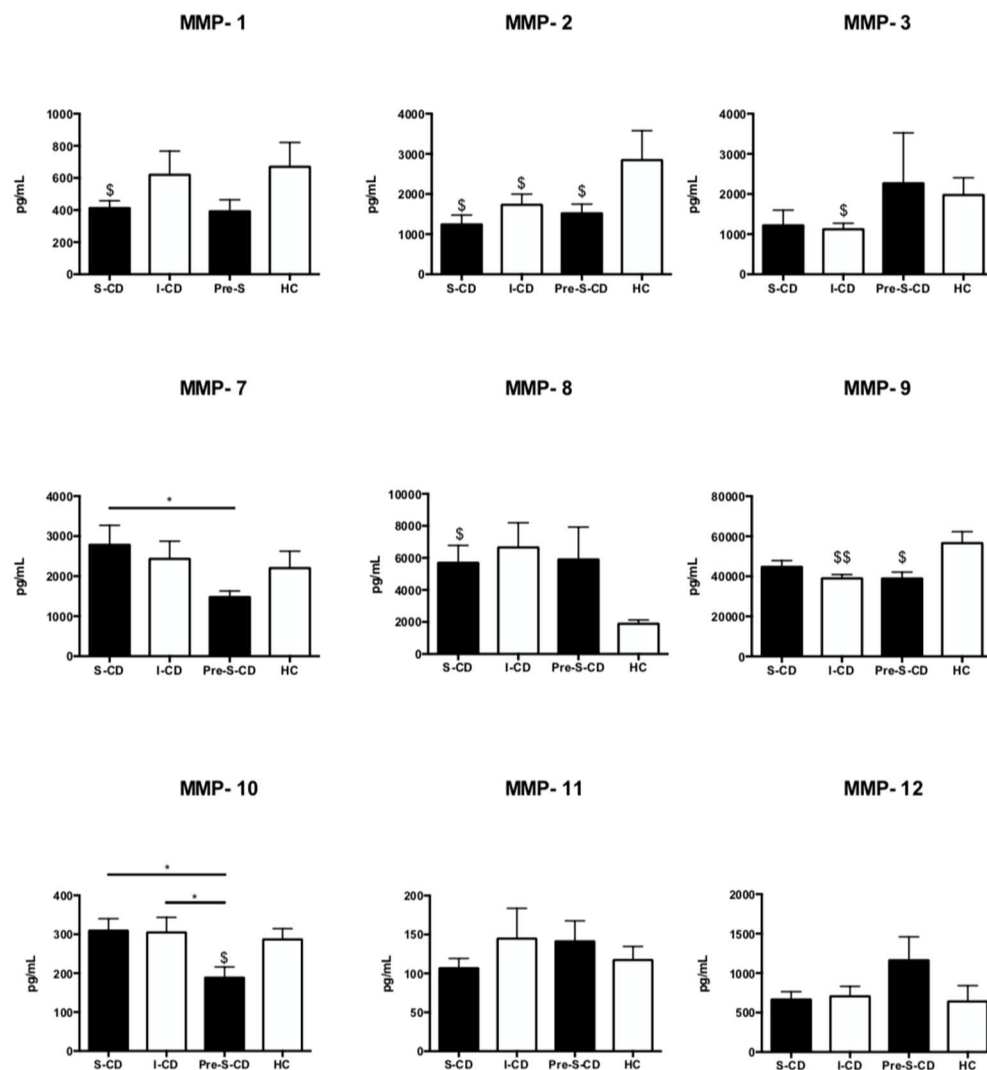 MMP- 1
MMP- 2
MMP- 3
pg/mL
1000
800
600
400
200
0
$
S-CD I-CD Pre-S HC
pg/mL
4000
3000
2000
1000
0
$ $ $
S-CD I-CD Pre-S-CD HC
pg/mL
4000
3000
2000
1000
0
$
S-CD I-CD Pre-S-CD HC
MMP- 7
MMP- 8
MMP- 9
pg/mL
4000
3000
2000
1000
0
*
S-CD I-CD Pre-S-CD HC
pg/mL
10000
8000
6000
4000
2000
0
$
S-CD I-CD Pre-S-CD HC
pg/mL
80000
60000
40000
20000
0
$$ $
S-CD I-CD Pre-S-CD HC
MMP- 10
MMP- 11
MMP- 12
pg/mL
400
300
200
100
0
*
*
$
S-CD I-CD Pre-S-CD HC
pg/mL
200
150
100
50
0
S-CD I-CD Pre-S-CD HC
pg/mL
2000
1500
1000
500
0
S-CD I-CD Pre-S-CD HC